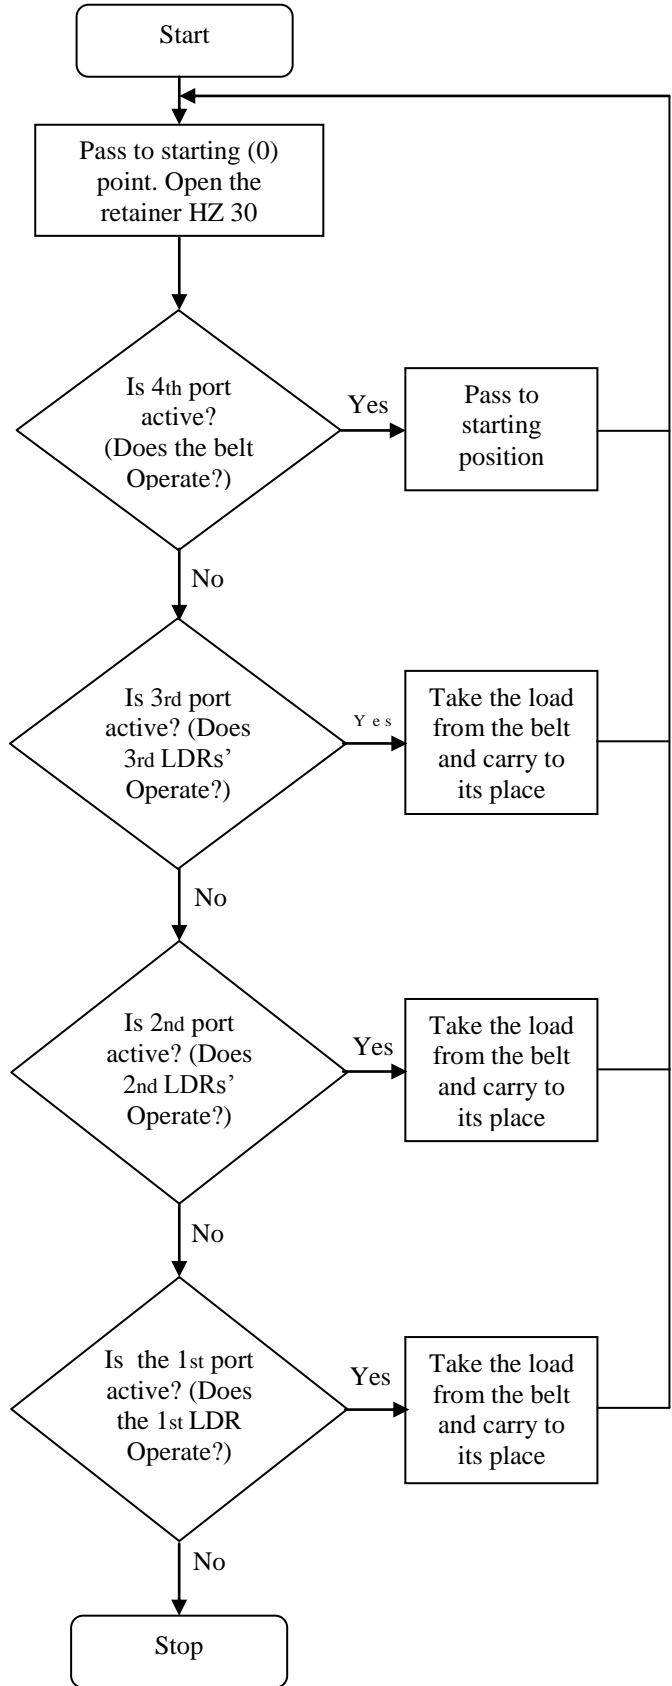 Start
Pass to starting (0)
point. Open the
retainer HZ 30
Is 4th port
active?
(Does the belt
Operate?)
Yes
Pass to
starting
position
No
Is 3rd port
active? (Does
3rd LDRs'
Operate?)
Yes
Take the load
from the belt
and carry to
its place
No
Is 2nd port
active? (Does
2nd LDRs'
Operate?)
Yes
Take the load
from the belt
and carry to
its place
No
Is the 1st port
active? (Does
the 1st LDR
Operate?)
Yes
Take the load
from the belt
and carry to
its place
No
Stop